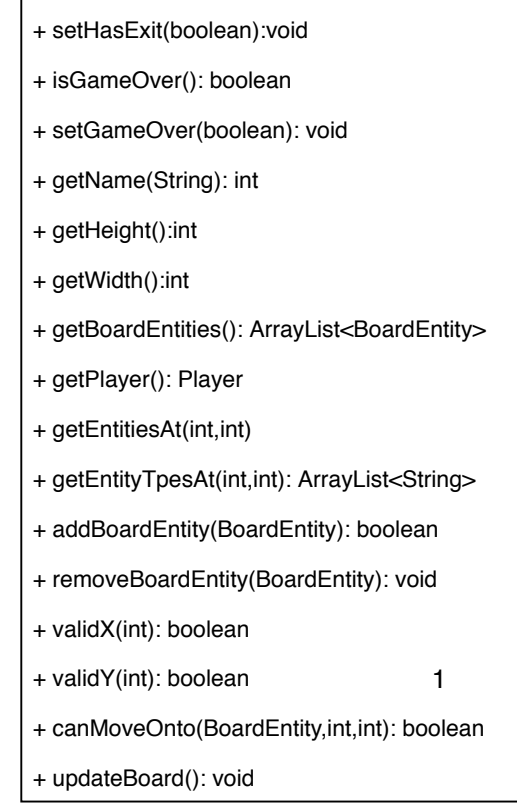 + setHasExit(boolean):void
+ isGameOver(): boolean
+ setGameOver(boolean): void
+ getName(String): int
+ getHeight():int
+ getWidth():int
+ getBoardEntities(): ArrayList<BoardEntity>
+ getPlayer(): Player
+ getEntitiesAt(int,int)
+ getEntityTpesAt(int,int): ArrayList<String>
+ addBoardEntity(BoardEntity): boolean
+ removeBoardEntity(BoardEntity): void
+ validX(int): boolean
+ validY(int): boolean 1
+ canMoveOnto(BoardEntity,int,int): boolean
+ updateBoard(): void